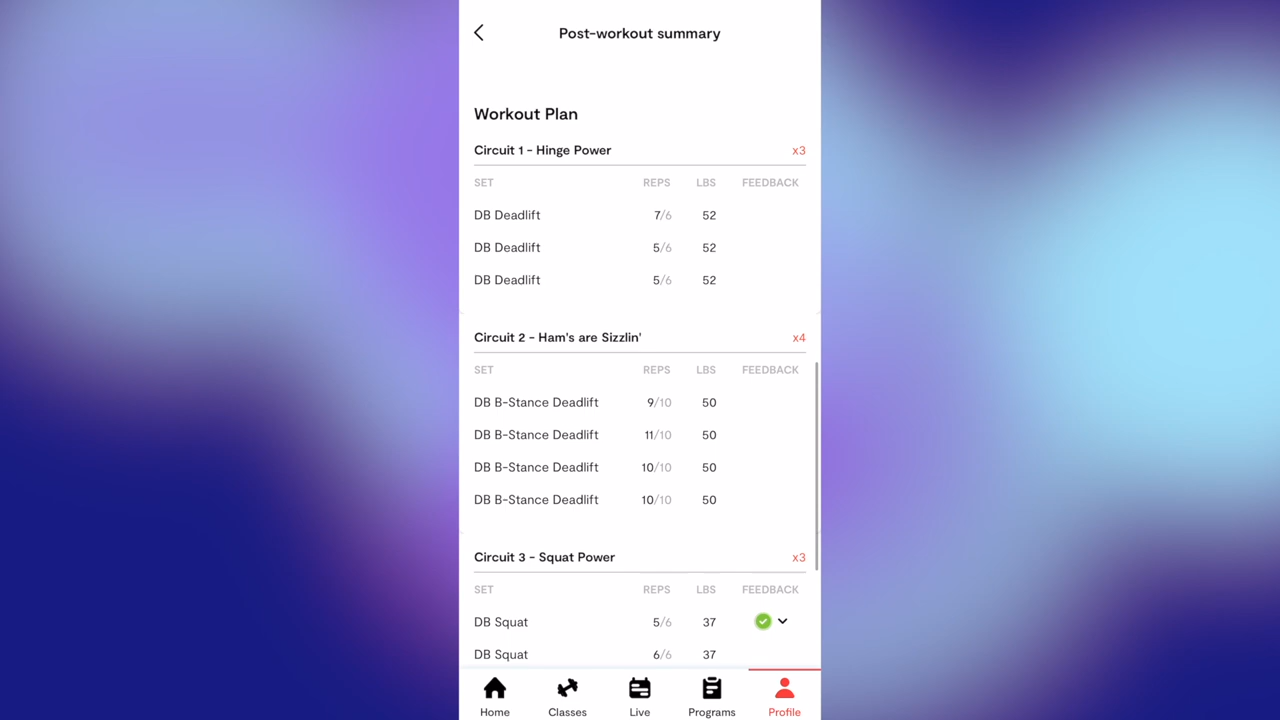 Post-workout summary
Workout Plan
Circuit 1 - Hinge Power x3
SET REPS LBS FEEDBACK
DB Deadlift 7/6 52
DB Deadlift 5/6 52
DB Deadlift 5/6 52
Circuit 2 - Ham's are Sizzlin' x4
SET REPS LBS FEEDBACK
DB B-Stance Deadlift 9/10 50
DB B-Stance Deadlift 11/10 50
DB B-Stance Deadlift 10/10 50
DB B-Stance Deadlift 10/10 50
Circuit 3 - Squat Power x3
SET REPS LBS FEEDBACK
DB Squat 5/6 37
DB Squat 6/6 37
Home Classes Live Programs Profile